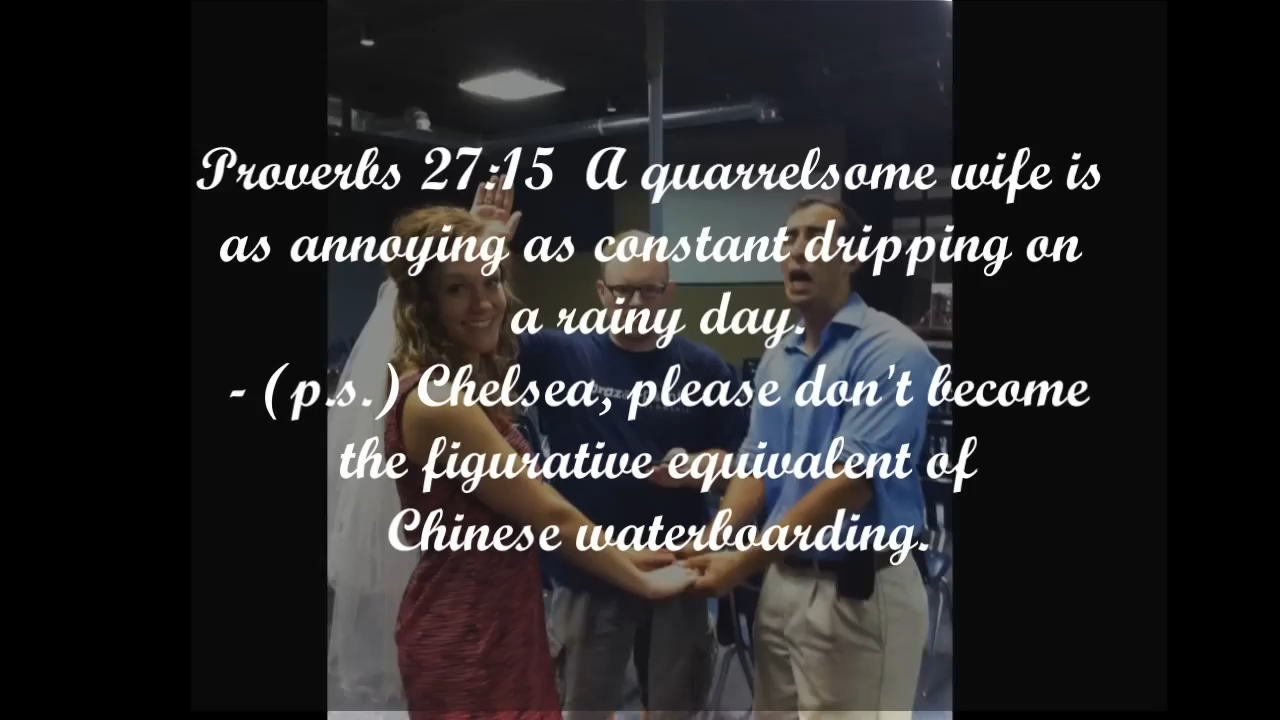 Proverbs 27:15 A quarrelsome wife is
as annoying as constant dripping on
a rainy day.
- (p.s.) Chelsea, please don't become
the figurative equivalent of
Chinese waterboarding.